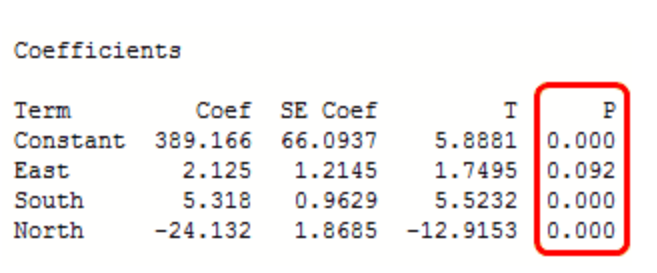 Coefficients
Term Coef SE Coef T P
Constant 389.166 66.0937 5.8881 0.000
East 2.125 1.2145 1.7495 0.092
South 5.318 0.9629 5.5232 0.000
North -24.132 1.8685 -12.9153 0.000